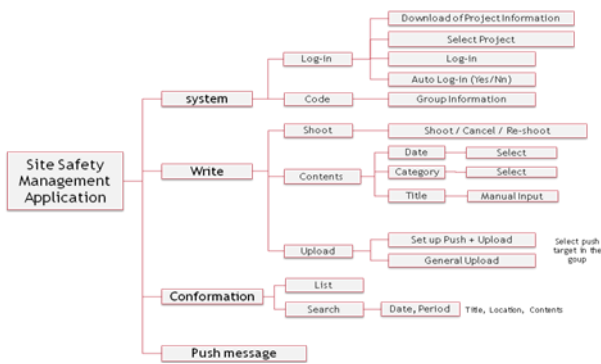 Download of Project Information
Select Project
Log-in
Log-in
Auto Log-in (Yes/Nn)
system
Code
Group Information
Shoot
Shoot / Cancel / Re-shoot
Site Safety
Management
Application
Write
Contents
Date
Select
Category
Select
Title
Manual Input
Upload
Set up Push + Upload
General Upload
Select push
target in the
goup
Conformation
List
Search
Date, Period
Title, Location, Contents
Push message